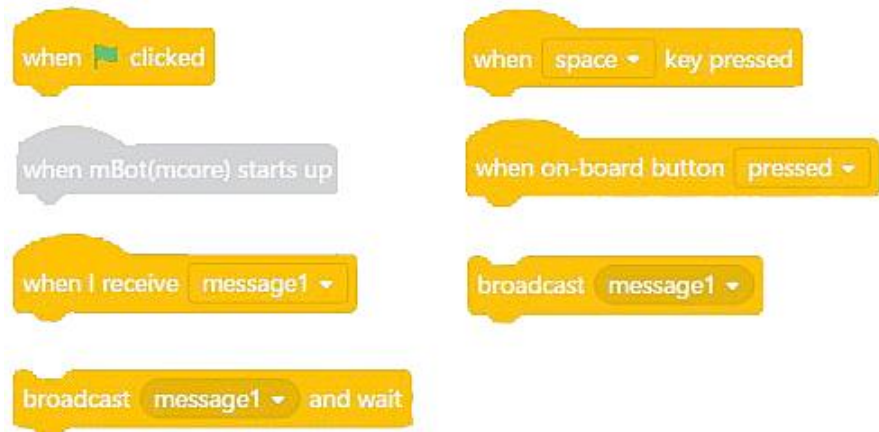 when clicked
when space key pressed
when mBot(mcore) starts up
when on-board button pressed
when I receive message1
broadcast message1
broadcast message1 and wait